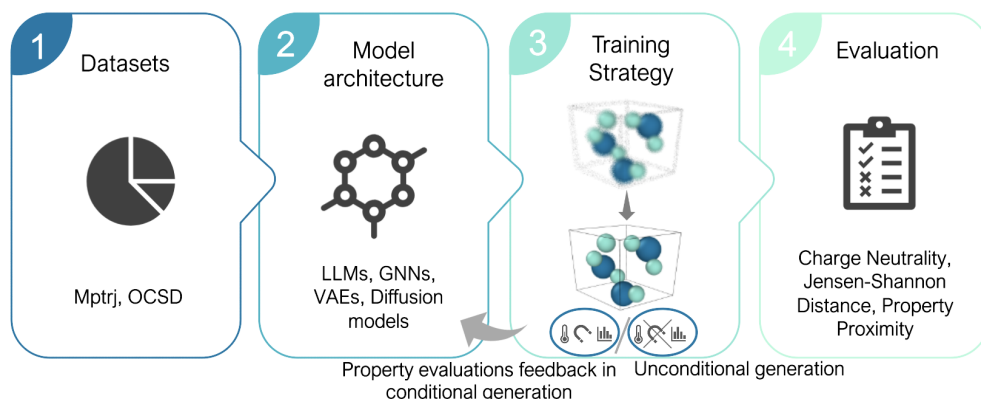 1
Datasets
Mptrj, OCSD
2
Model
architecture
LLMs, GNNs,
VAEs, Diffusion
models
3
Training
Strategy
Property evaluations feedback in
conditional generation
Unconditional generation
4
Evaluation
Charge Neutrality,
Jensen-Shannon
Distance, Property
Proximity